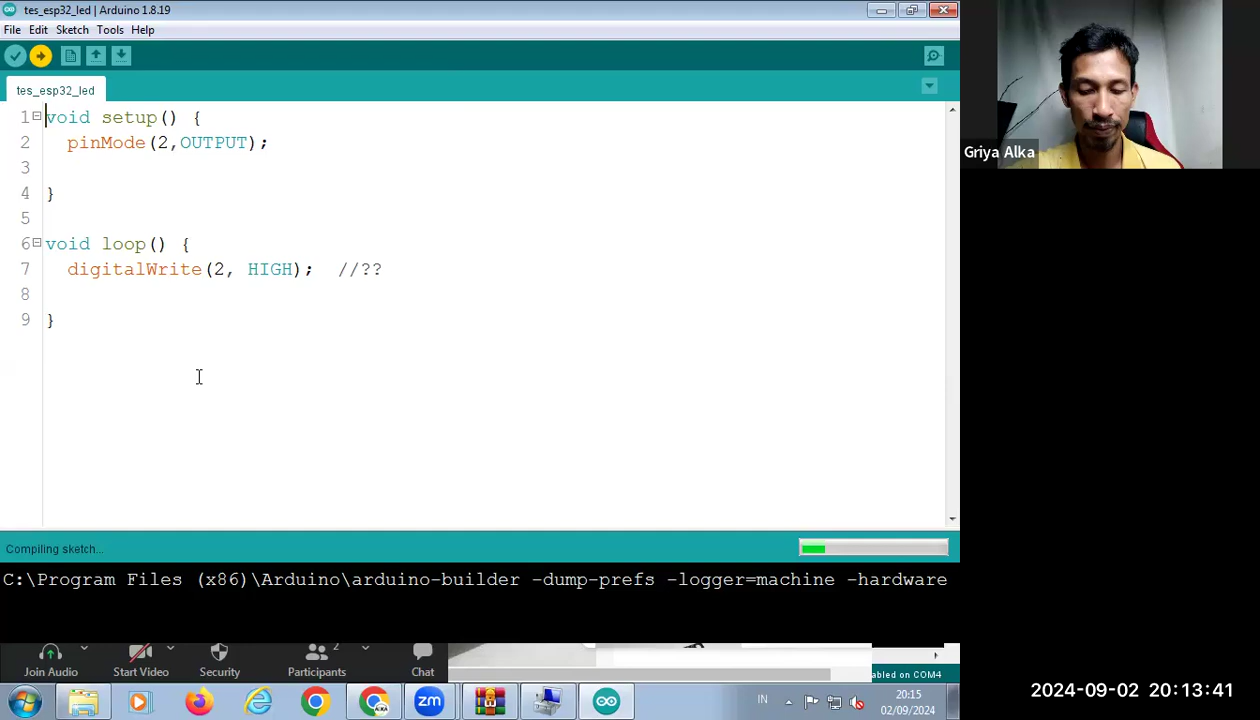 tes_esp32_led | Arduino 1.8.19
File Edit Sketch Tools Help
tes_esp32_led
1 void setup() {
2 pinMode(2,OUTPUT);
3
4 }
5
6 void loop() {
7 digitalWrite(2, HIGH); //??
8
9 }
Compiling sketch...
C:\Program Files (x86)\Arduino\arduino-builder -dump-prefs -logger=machine -hardware
Join Audio
Start Video
Security
2
Participants
Chat
abled on COM4
zm
IN
20:15
02/09/2024
Griya Alka
2024-09-02 20:13:41